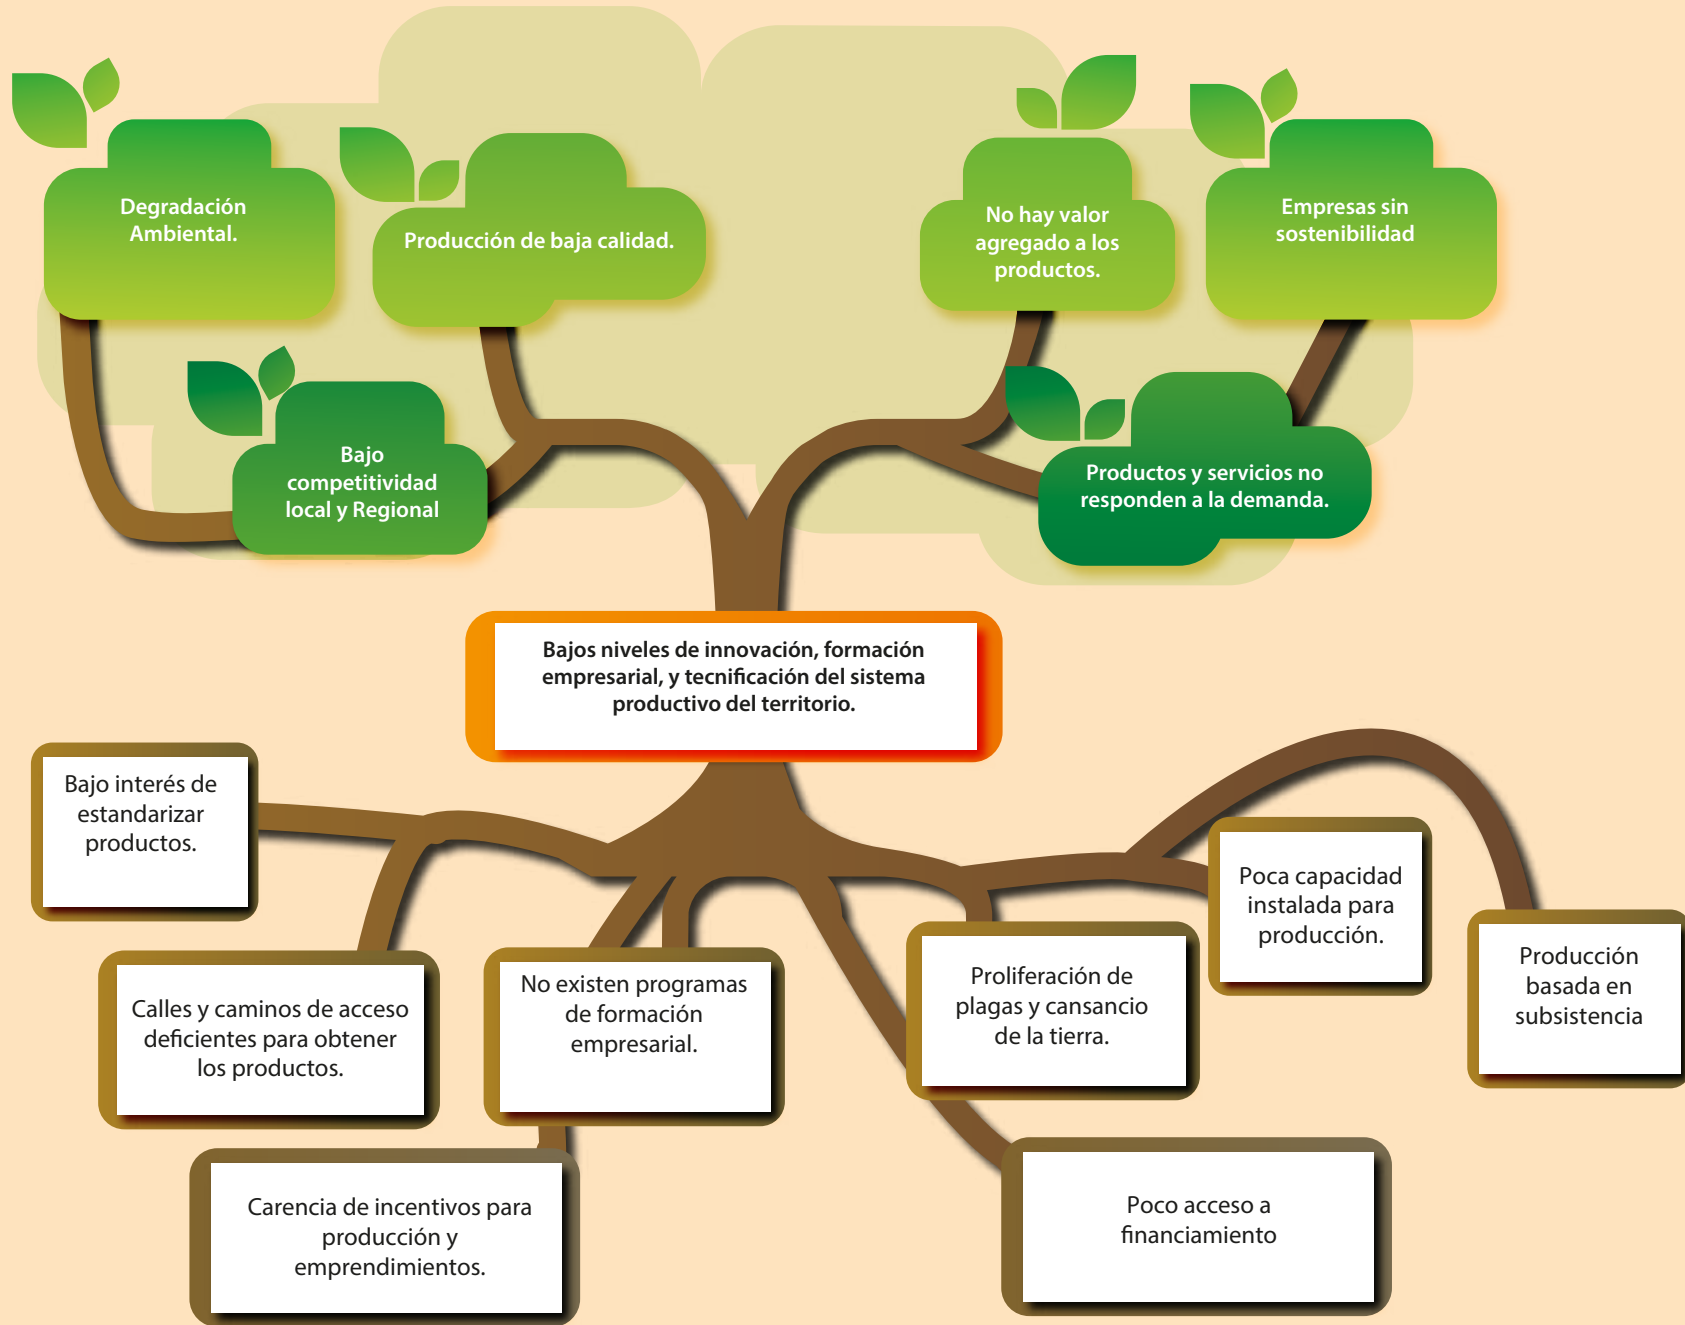 Degradación
Ambiental.
Producción de baja calidad.
No hay valor
agregado a los
productos.
Empresas sin
sostenibilidad
Bajo
competitividad
local y Regional
Productos y servicios no
responden a la demanda.
Bajos niveles de innovación, formación
empresarial, y tecnificación del sistema
productivo del territorio.
Bajo interés de
estandarizar
productos.
Poca capacidad
instalada para
producción.
Producción
basada en
subsistencia
Calles y caminos de acceso
deficientes para obtener
los productos.
No existen programas
de formación
empresarial.
Proliferación de
plagas y cansancio
de la tierra.
Carencia de incentivos para
producción y
emprendimientos.
Poco acceso a
financiamiento